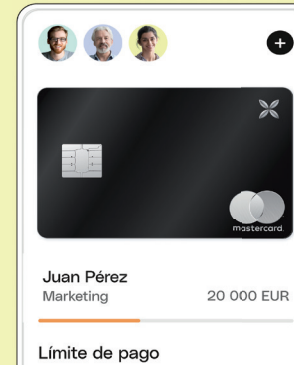 mastercard.
Juan Pérez
Marketing 20 000 EUR
Límite de pago